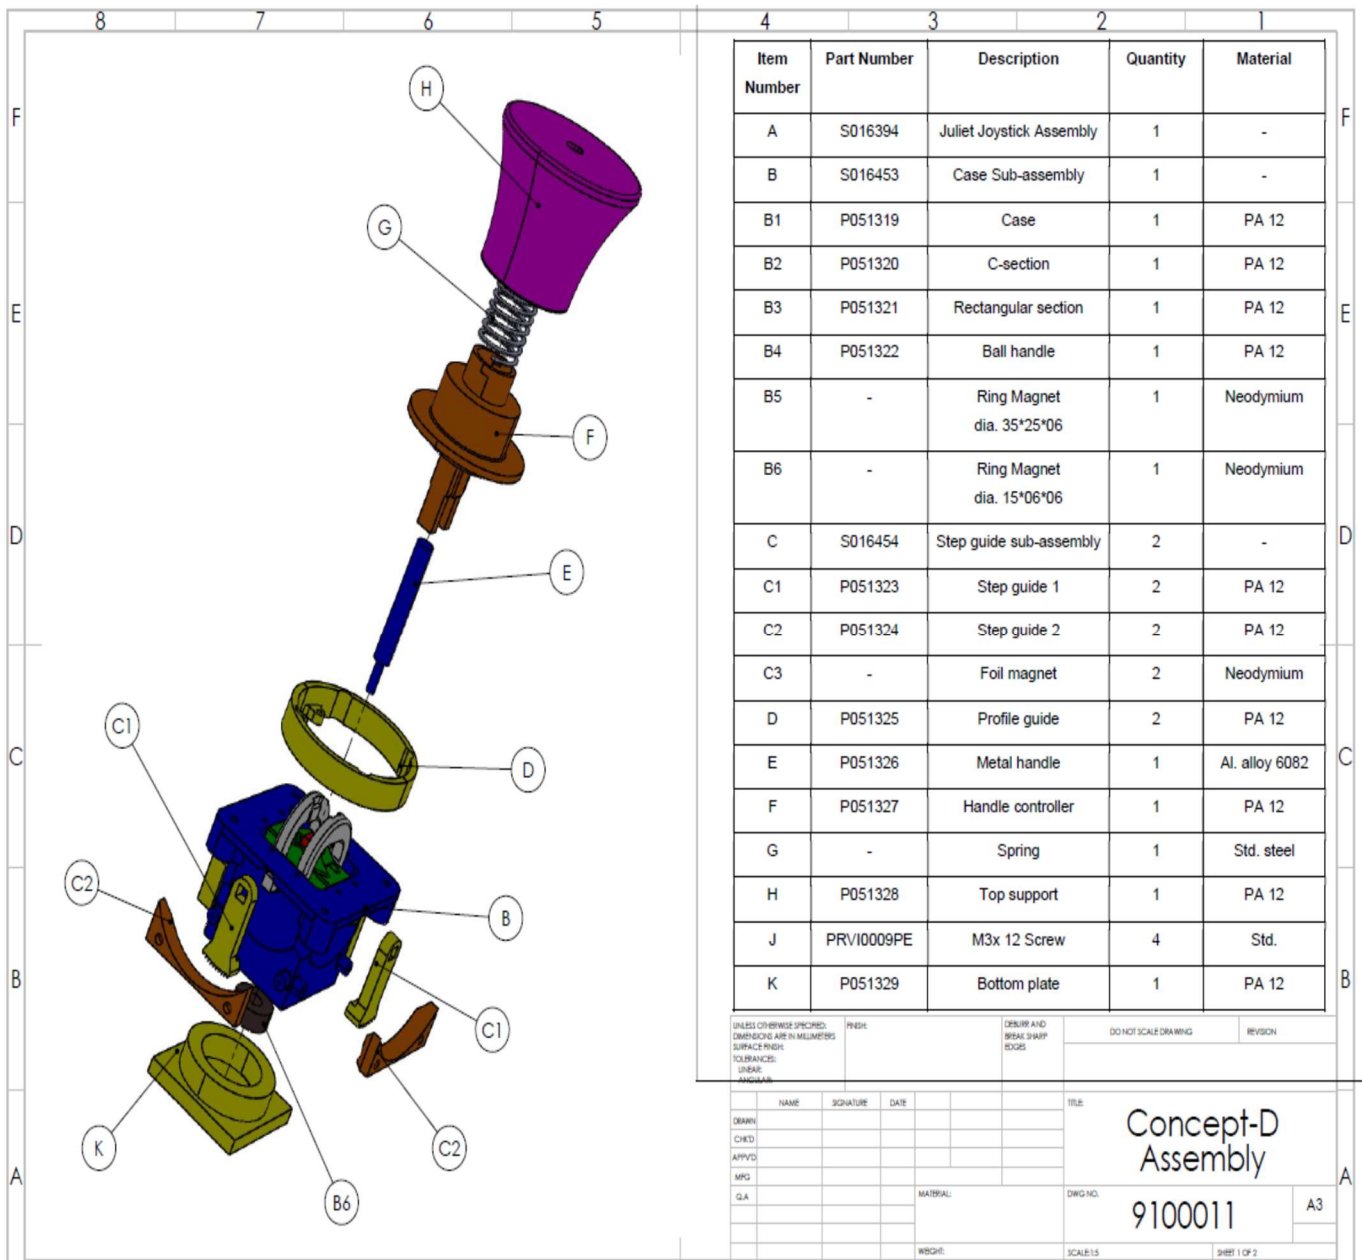 8 7 6 5 4 3 2 1
F
E
D
C
B
A
F
E
D
C
B
A
H
G
F
E
D
C1
C2
B
C1
C2
K
B6
Item Number Part Number Description Quantity Material
A S016394 Juliet Joystick Assembly 1 -
B S016453 Case Sub-assembly 1 -
B1 P051319 Case 1 PA 12
B2 P051320 C-section 1 PA 12
B3 P051321 Rectangular section 1 PA 12
B4 P051322 Ball handle 1 PA 12
B5 - Ring Magnet 1 Neodymium
dia. 35*25*06
B6 - Ring Magnet 1 Neodymium
dia. 15*06*06
C S016454 Step guide sub-assembly 2 -
C1 P051323 Step guide 1 2 PA 12
C2 P051324 Step guide 2 2 PA 12
C3 - Foil magnet 2 Neodymium
D P051325 Profile guide 2 PA 12
E P051326 Metal handle 1 Al. alloy 6082
F P051327 Handle controller 1 PA 12
G - Spring 1 Std. steel
H P051328 Top support 1 PA 12
J PRVI0009PE M3x 12 Screw 4 Std.
K P051329 Bottom plate 1 PA 12
UNLESS OTHERWISE SPECIFIED:
DIMENSIONS ARE IN MILLIMETERS
SURFACE FINISH:
TOLERANCES:
LINEAR:
ANGULAR:
FINISH:
DEBURR AND
BREAK SHARP
EDGES
DO NOT SCALE DRAWING
REVISION
NAME SIGNATURE DATE
DRAWN
CHK'D
APPV'D
MFG
Q.A
MATERIAL:
WEIGHT:
TITLE:
Concept-D
Assembly
DWG NO.
9100011
A3
SCALE:1:5
SHEET 1 OF 2